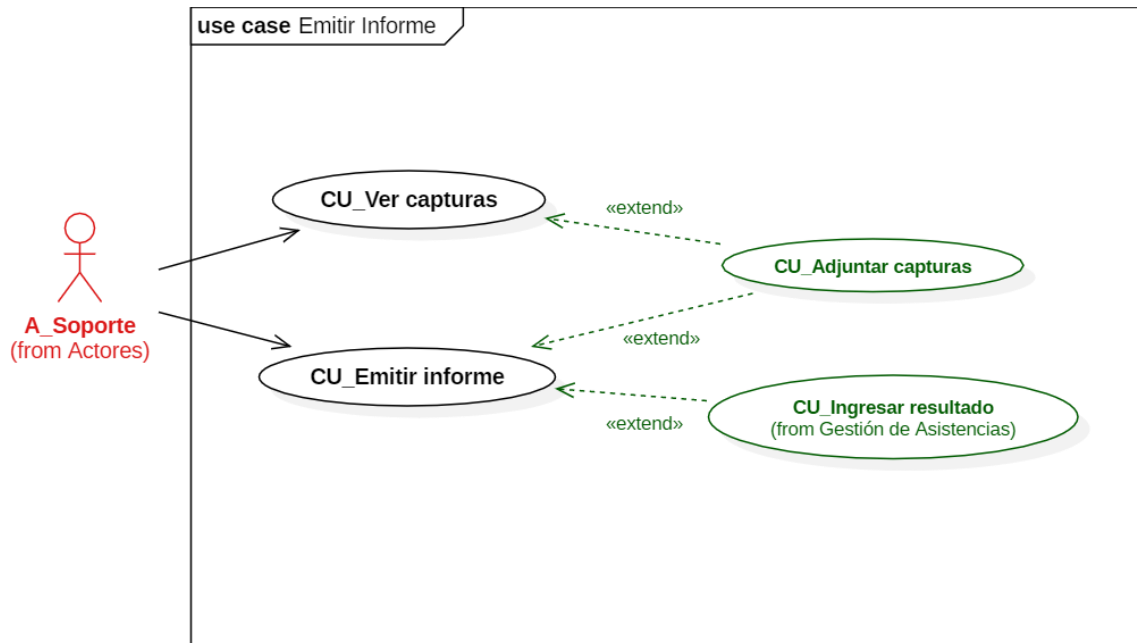 use case Emitir Informe
CU_Ver capturas
«extend»
CU_Adjuntar capturas
A_Soporte
(from Actores)
«extend»
CU_Emitir informe
CU_Ingresar resultado
(from Gestión de Asistencias)
«extend»